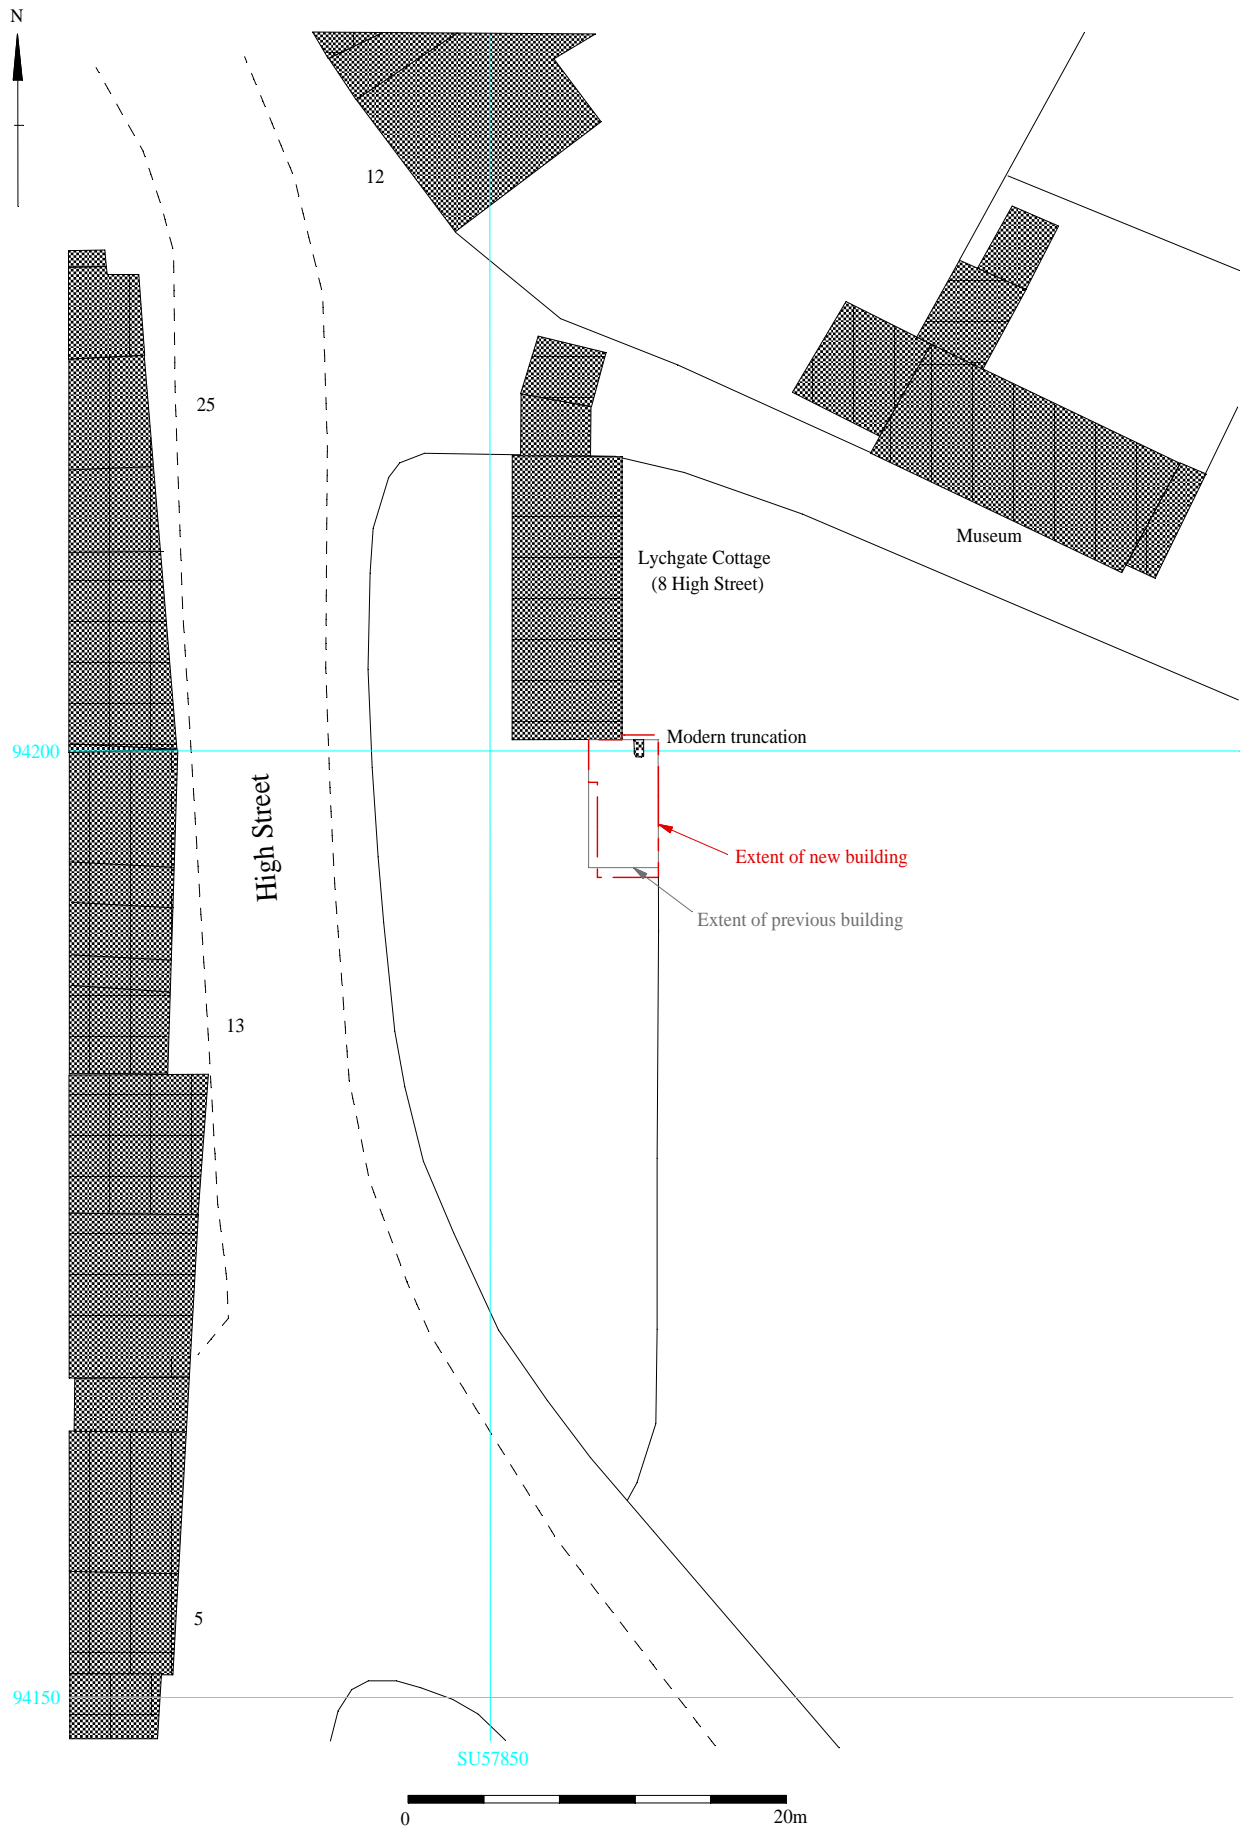 N
12
25
Museum
Lychgate Cottage
(8 High Street)
Modern truncation
94200
High Street
Extent of new building
Extent of previous building
13
5
94150
SU57850
0
20m